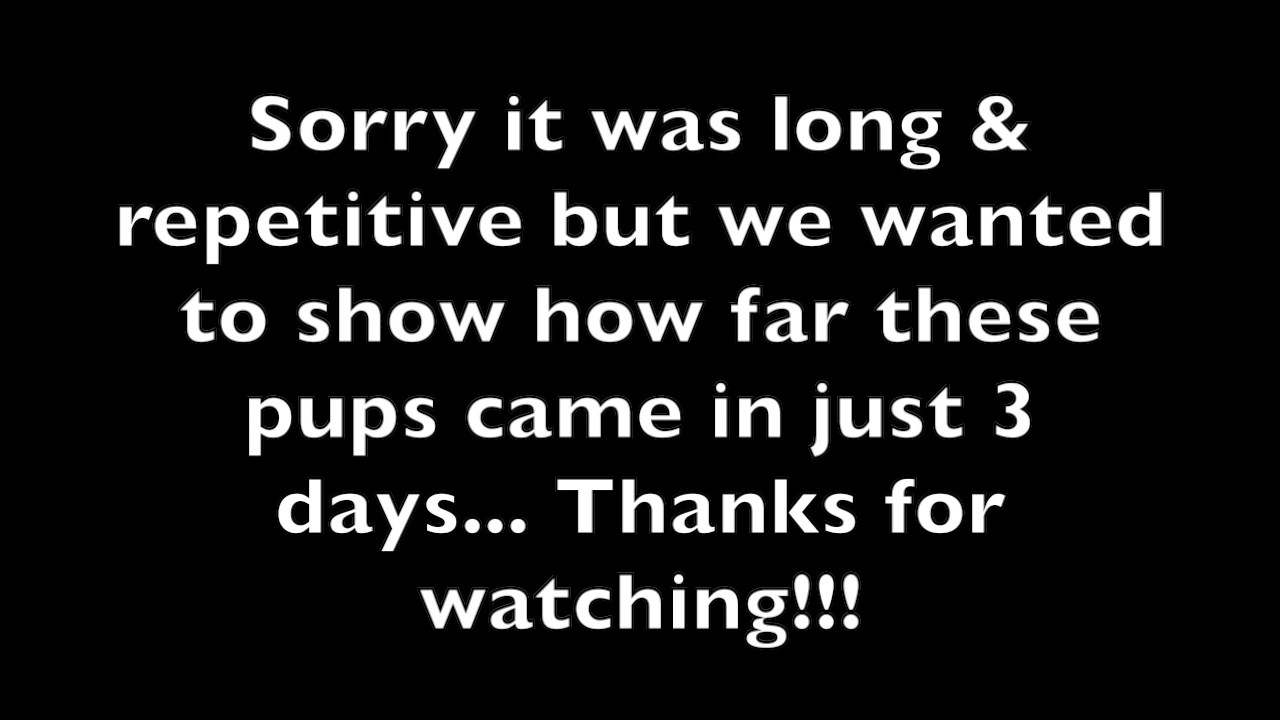 Sorry it was long &
repetitive but we wanted
to show how far these
pups came in just 3
days... Thanks for
watching!!!